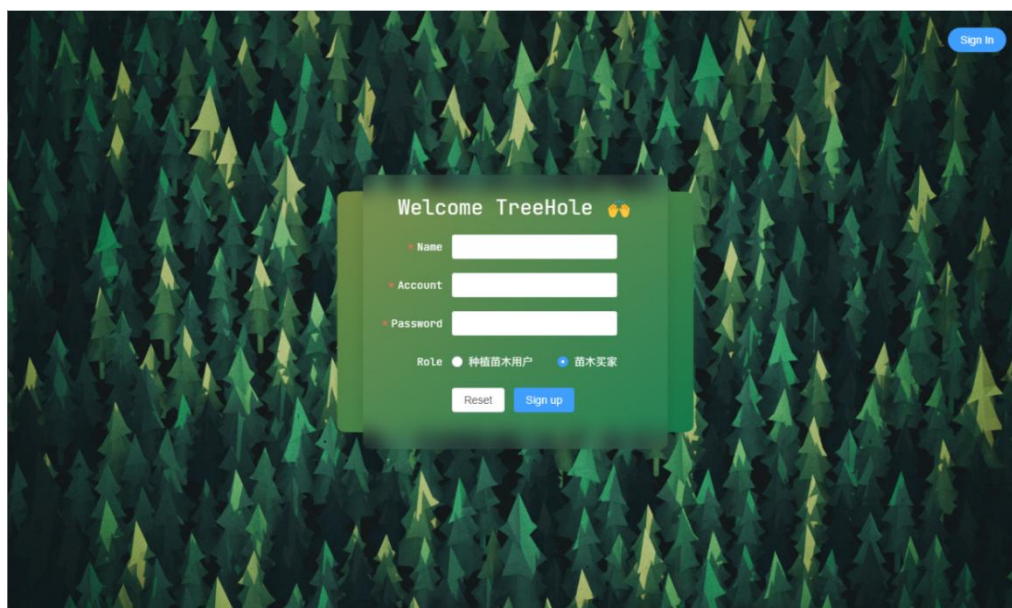 Sign In
Welcome TreeHole 🙌
* Name
* Account
* Password
Role 种植苗木用户 苗木买家
Reset Sign up